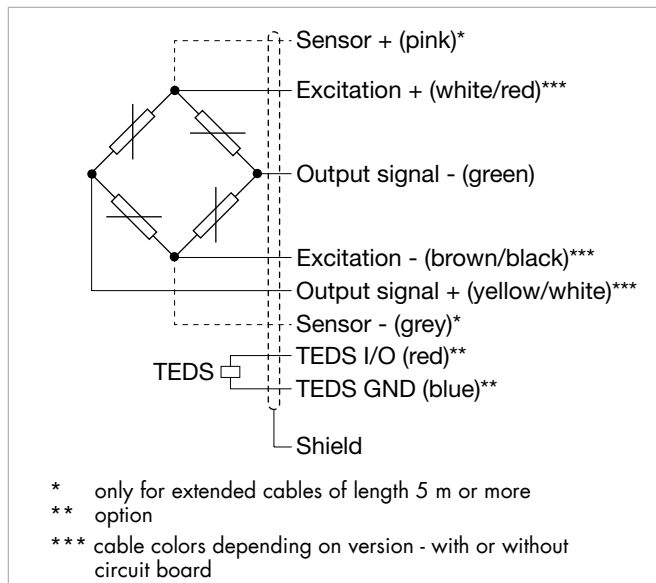 Sensor + (pink)*
Excitation + (white/red)***
Output signal - (green)
Excitation - (brown/black)***
Output signal + (yellow/white)***
Sensor - (grey)*
TEDS I/O (red)**
TEDS
TEDS GND (blue)**
Shield
* only for extended cables of length 5 m or more
** option
*** cable colors depending on version - with or without
circuit board